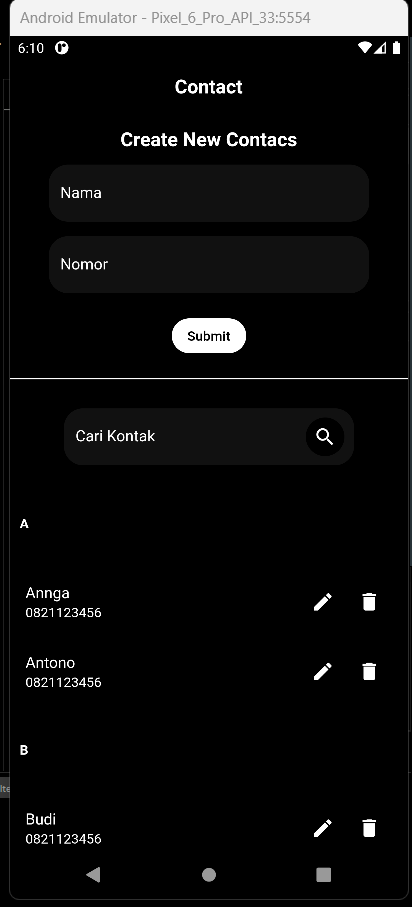 Android Emulator - Pixel_6_Pro_API_33:5554
6:10
Contact
Create New Contacs
Nama
Nomor
Submit
Cari Kontak
A
Annga
0821123456
Antono
0821123456
B
Budi
0821123456